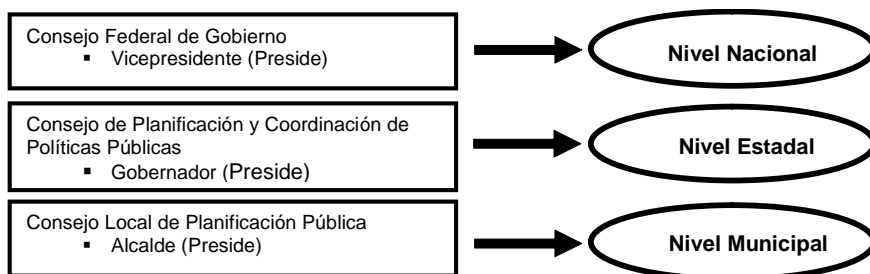 Consejo Federal de Gobierno
▪ Vicepresidente (Preside)
Nivel Nacional
Consejo de Planificación y Coordinación de
Políticas Públicas
▪ Gobernador (Preside)
Nivel Estadal
Consejo Local de Planificación Pública
▪ Alcalde (Preside)
Nivel Municipal